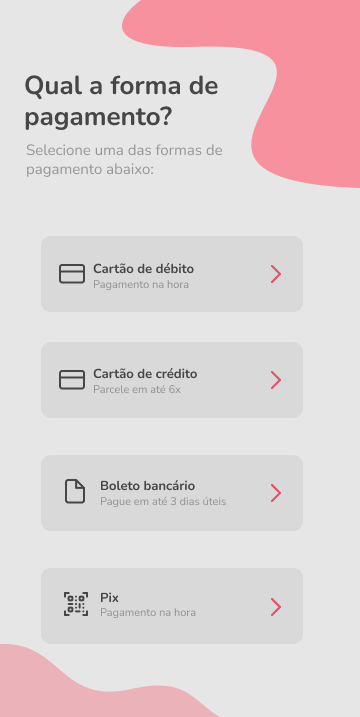 Qual a forma de
pagamento?
Selecione uma das formas de
pagamento abaixo:
Cartão de débito
Pagamento na hora
Cartão de crédito
Parcele em até 6x
Boleto bancário
Pague em até 3 dias úteis
Pix
Pagamento na hora